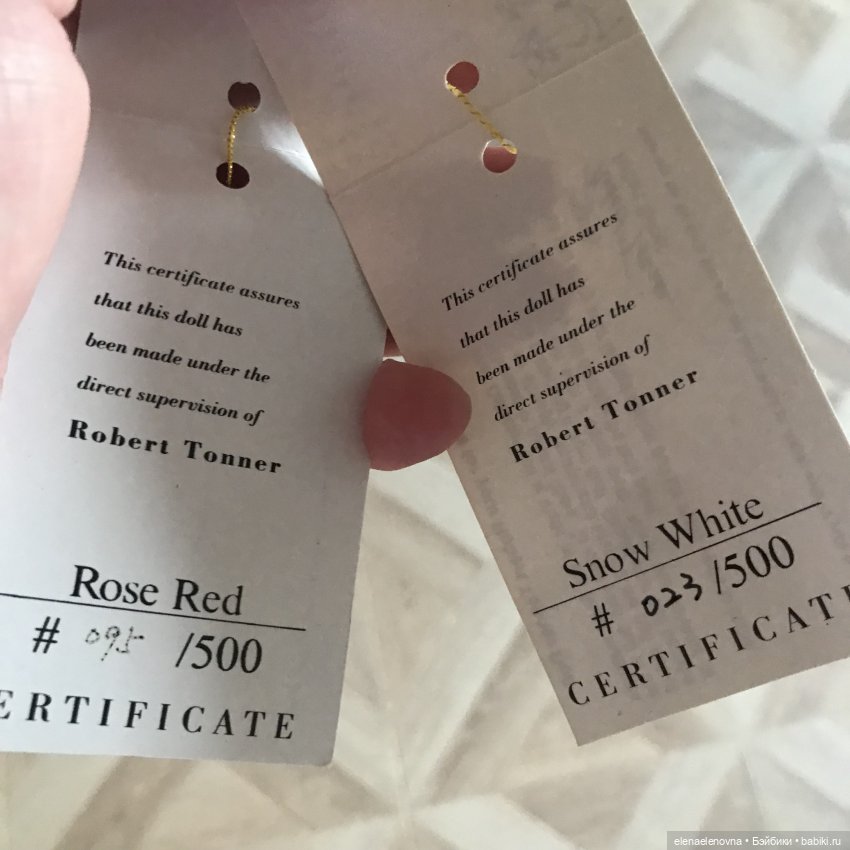 This certificate assures
that this doll has
been made under the
direct supervision of
Robert Tonner
Rose Red
# 095 /500
ERTIFICATE
This certificate assures
that this doll has
been made under the
direct supervision of
Robert Tonner
Snow White
# 023/500
CERTIFICAT
elenaelenovna • Бэйбики • babiki.ru